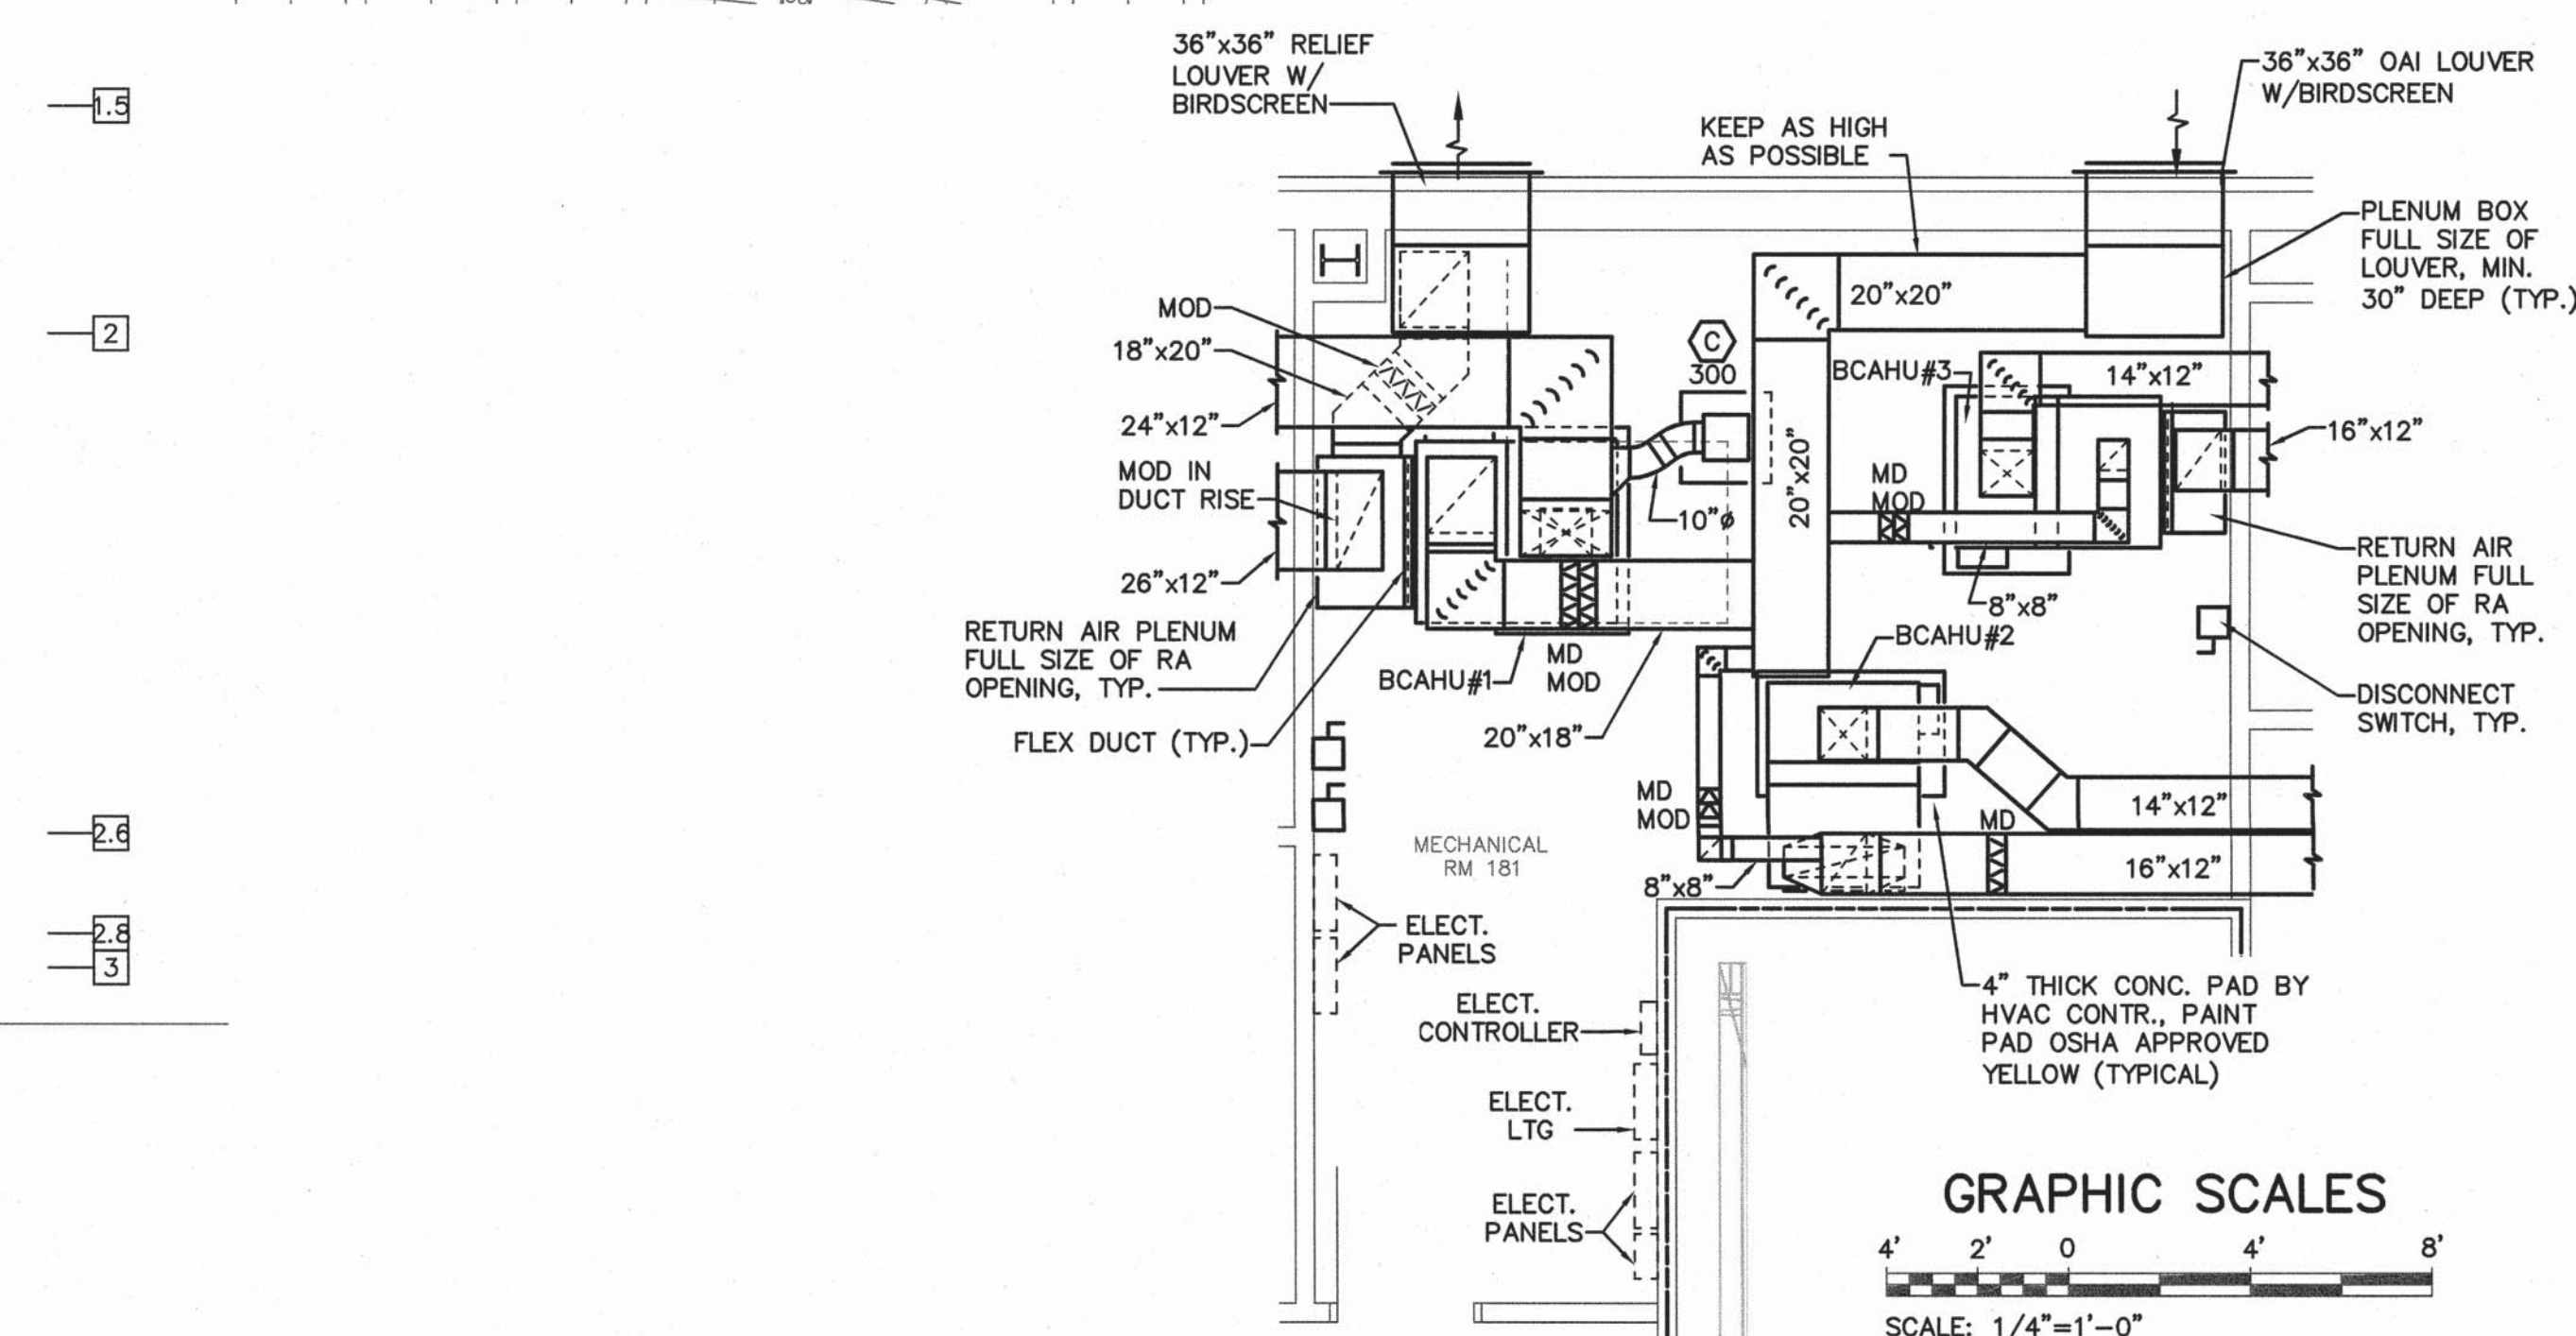 1.5
2
2.6
2.8
3
36"x36" RELIEF
LOUVER W/
BIRDSCREEN
KEEP AS HIGH
AS POSSIBLE
36"x36" OAI LOUVER
W/BIRDSCREEN
PLENUM BOX
FULL SIZE OF
LOUVER, MIN.
30" DEEP (TYP.)
MOD
18"x20"
24"x12"
MOD IN
DUCT RISE
26"x12"
RETURN AIR PLENUM
FULL SIZE OF RA
OPENING, TYP.
FLEX DUCT (TYP.)
C
300
20"x20"
20"x20"
BCAHU#3
14"x12"
16"x12"
MD
MOD
10"ø
8"x8"
RETURN AIR
PLENUM FULL
SIZE OF RA
OPENING, TYP.
BCAHU#1
MD
MOD
20"x18"
BCAHU#2
DISCONNECT
SWITCH, TYP.
MD
MOD
MD
14"x12"
16"x12"
8"x8"
MECHANICAL
RM 181
ELECT.
PANELS
4" THICK CONC. PAD BY
HVAC CONTR., PAINT
PAD OSHA APPROVED
YELLOW (TYPICAL)
ELECT.
CONTROLLER
ELECT.
LTG
ELECT.
PANELS
GRAPHIC SCALES
4' 2' 0 4' 8'
SCALE: 1/4"=1'-0"